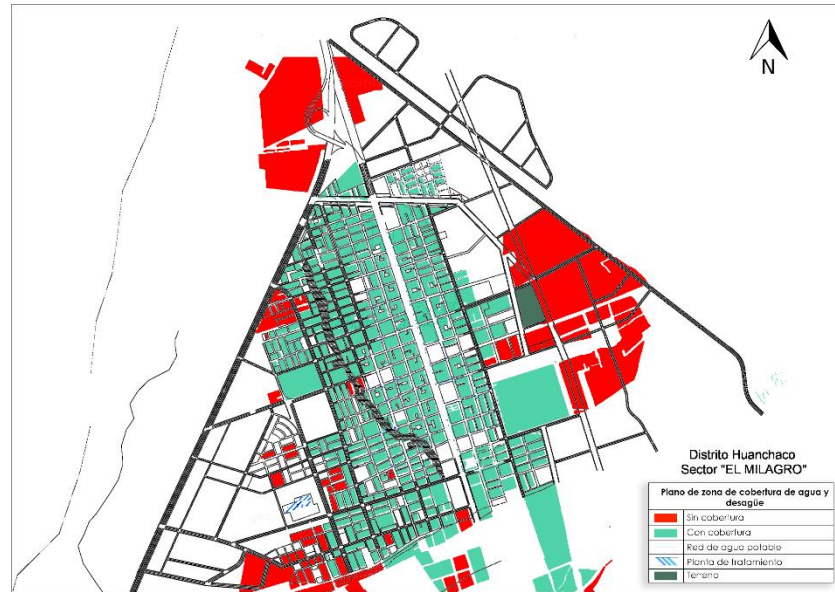 N
Distrito Huanchaco
Sector "EL MILAGRO"
Plano de zona de cobertura de agua y
desagüe
Sin cobertura
Con cobertura
Red de agua potable
Planta de tratamiento
Terreno